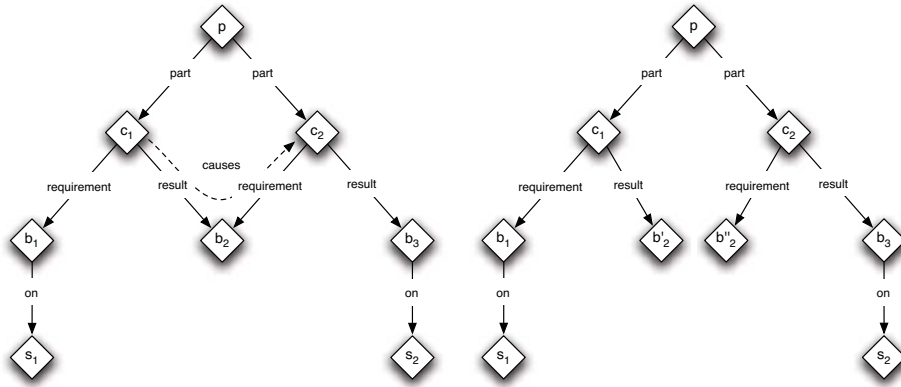 p p
part part part part
c1 c2 c1 c2
causes
requirement result requirement result requirement result requirement result
b1 b2 b3 b1 b'2 b"2 b3
on on on on
s1 s2 s1 s2